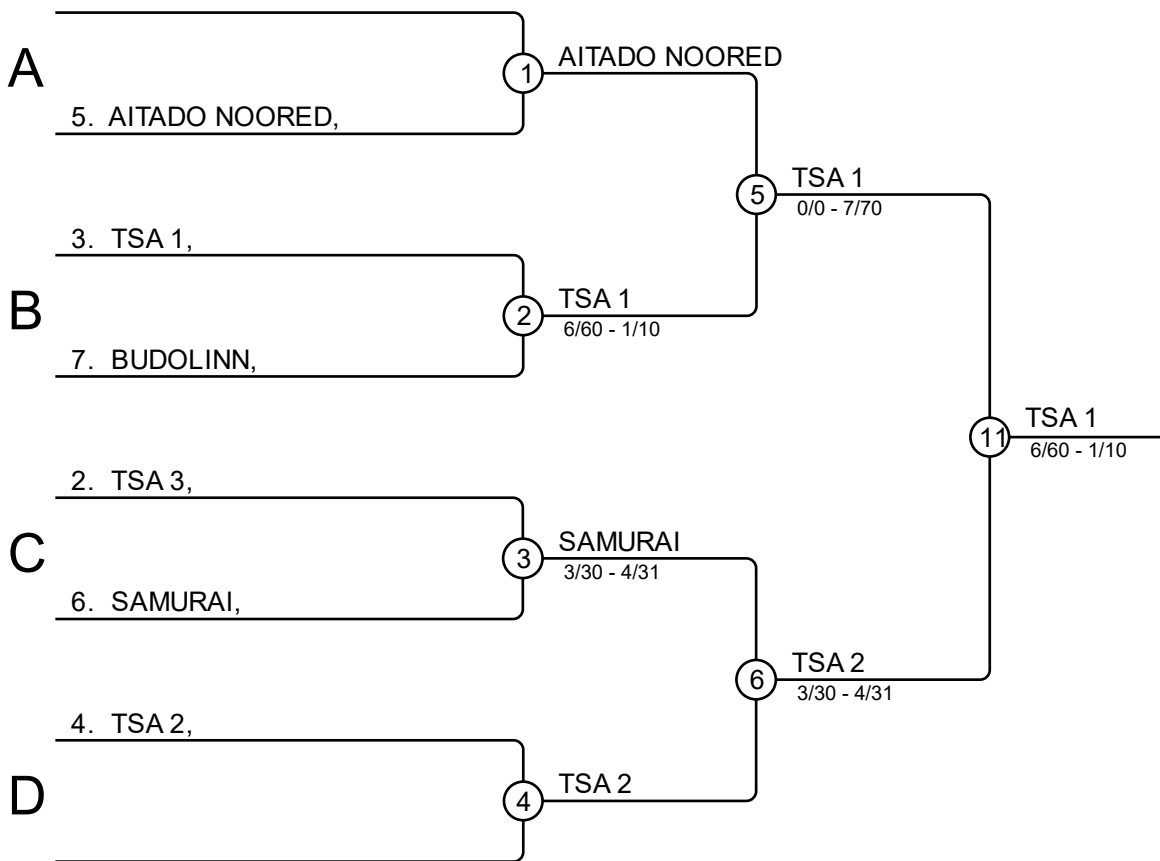 A
1
AITADO NOORED
5. AITADO NOORED,
5
TSA 1
0/0 - 7/70
3. TSA 1,
B
2
TSA 1
6/60 - 1/10
7. BUDOLINN,
11
TSA 1
6/60 - 1/10
2. TSA 3,
C
3
SAMURAI
3/30 - 4/31
6. SAMURAI,
6
TSA 2
3/30 - 4/31
4. TSA 2,
D
4
TSA 2